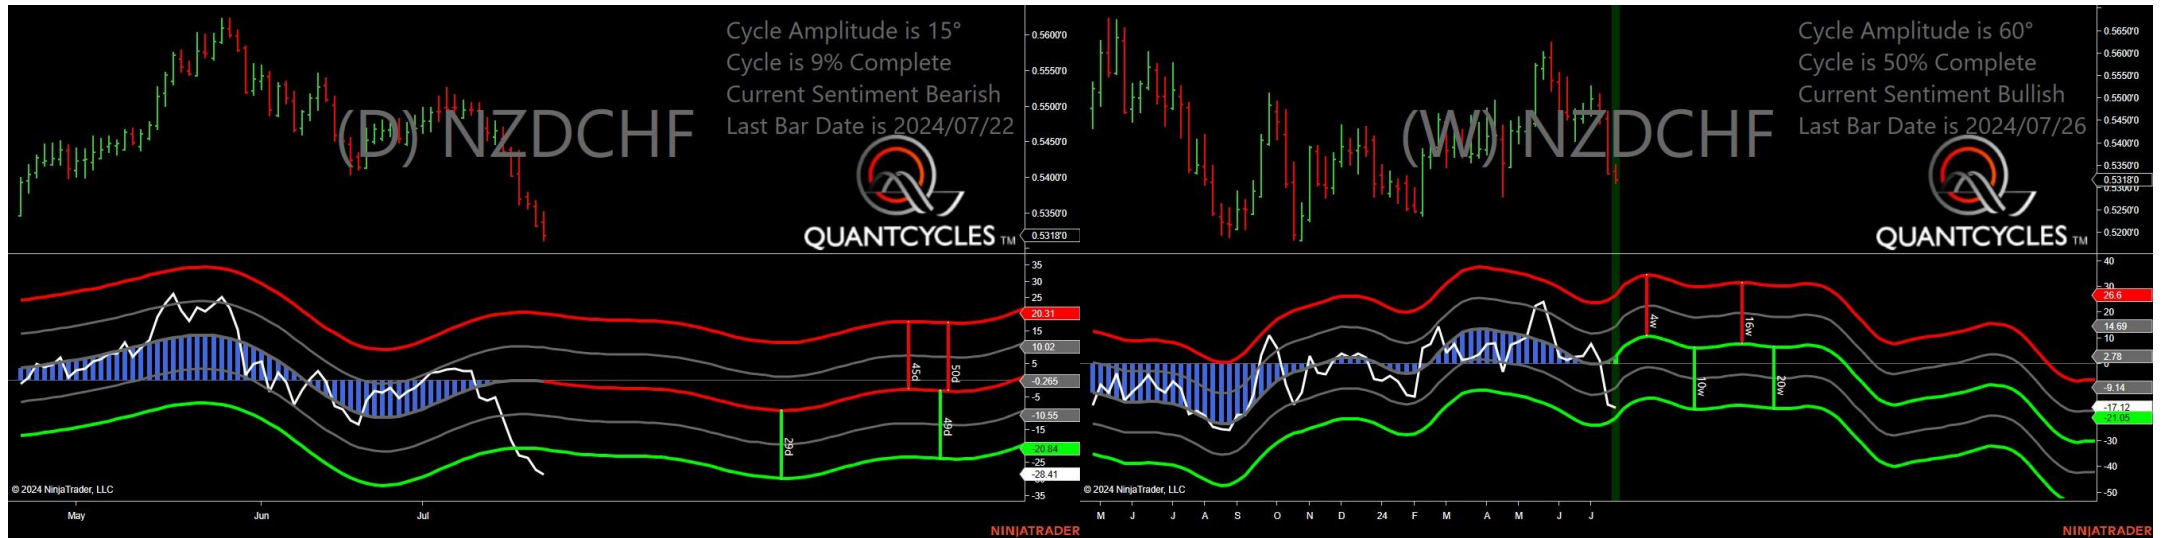 Cycle Amplitude is 15°
Cycle is 9% Complete
Current Sentiment Bearish
Last Bar Date is 2024/07/22
(D) NZDCHF
QUANTCYCLES TM
0.5600'0
0.5550'0
0.5500'0
0.5450'0
0.5400'0
0.5350'0
0.5318'0
35
30
25
20.31
15
10.02
5
-0.265
-5
-10.55
-15
-20.84
-25
-28.41
-35
45d
50d
29d
49d
© 2024 NinjaTrader, LLC
May
Jun
Jul
NINJATRADER
Cycle Amplitude is 60°
Cycle is 50% Complete
Current Sentiment Bullish
Last Bar Date is 2024/07/26
(W) NZDCHF
QUANTCYCLES TM
0.5650'0
0.5600'0
0.5550'0
0.5500'0
0.5450'0
0.5400'0
0.5350'0
0.5318'0
0.5300'0
0.5250'0
0.5200'0
40
30
26.6
20
14.69
10
2.78
0
-9.14
-17.12
-21.05
-30
-40
-50
4w
16w
10w
20w
© 2024 NinjaTrader, LLC
M J J A S O N D 24 F M A M J J
NINJATRADER